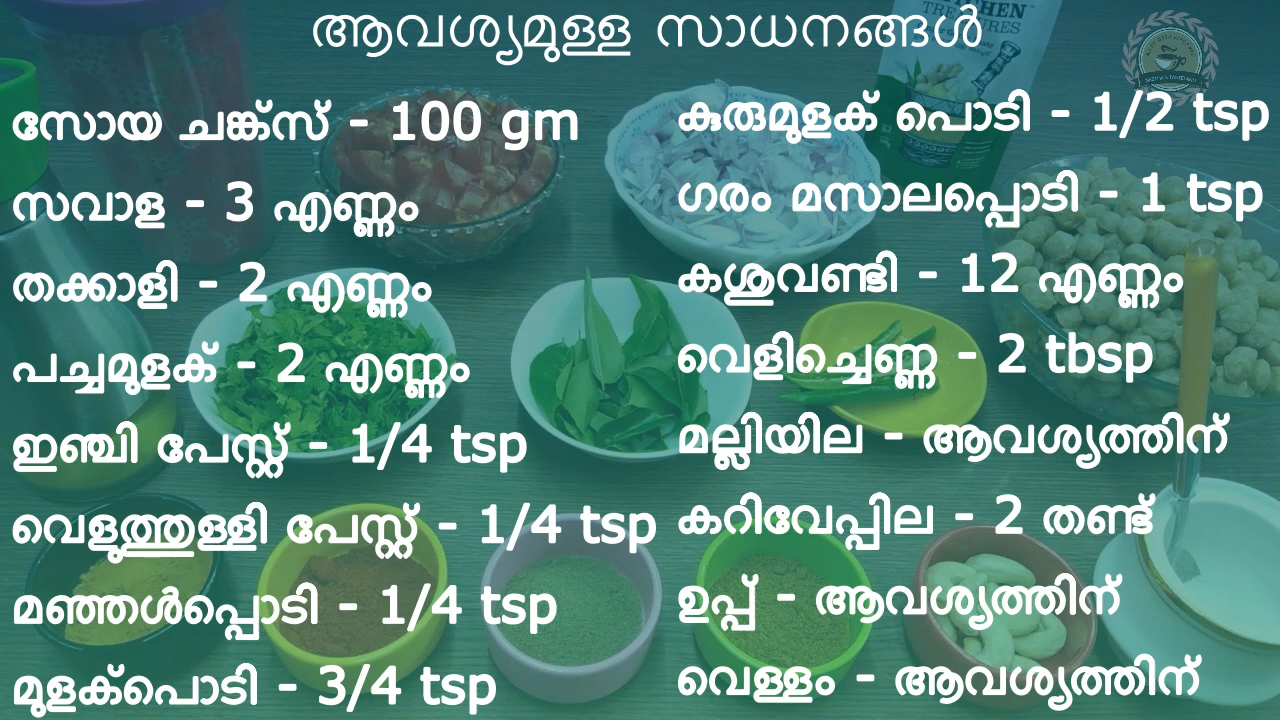 ആവശ്യമുള്ള സാധനങ്ങൾ
സോയ ചങ്ക്സ് - 100 gm
സവാള - 3 എണ്ണം
തക്കാളി - 2 എണ്ണം
പച്ചമുളക് - 2 എണ്ണം
ഇഞ്ചി പേസ്റ്റ് - 1/4 tsp
വെളുത്തുള്ളി പേസ്റ്റ് - 1/4 tsp
മഞ്ഞൾപ്പൊടി - 1/4 tsp
മുളക്പൊടി - 3/4 tsp
കുരുമുളക് പൊടി - 1/2 tsp
ഗരം മസാലപ്പൊടി - 1 tsp
കശുവണ്ടി - 12 എണ്ണം
വെളിച്ചെണ്ണ - 2 tbsp
മല്ലിയില - ആവശ്യത്തിന്
കറിവേപ്പില - 2 തണ്ട്
ഉപ്പ് - ആവശ്യത്തിന്
വെള്ളം - ആവശ്യത്തിന്
KITCHEN
TREASURES